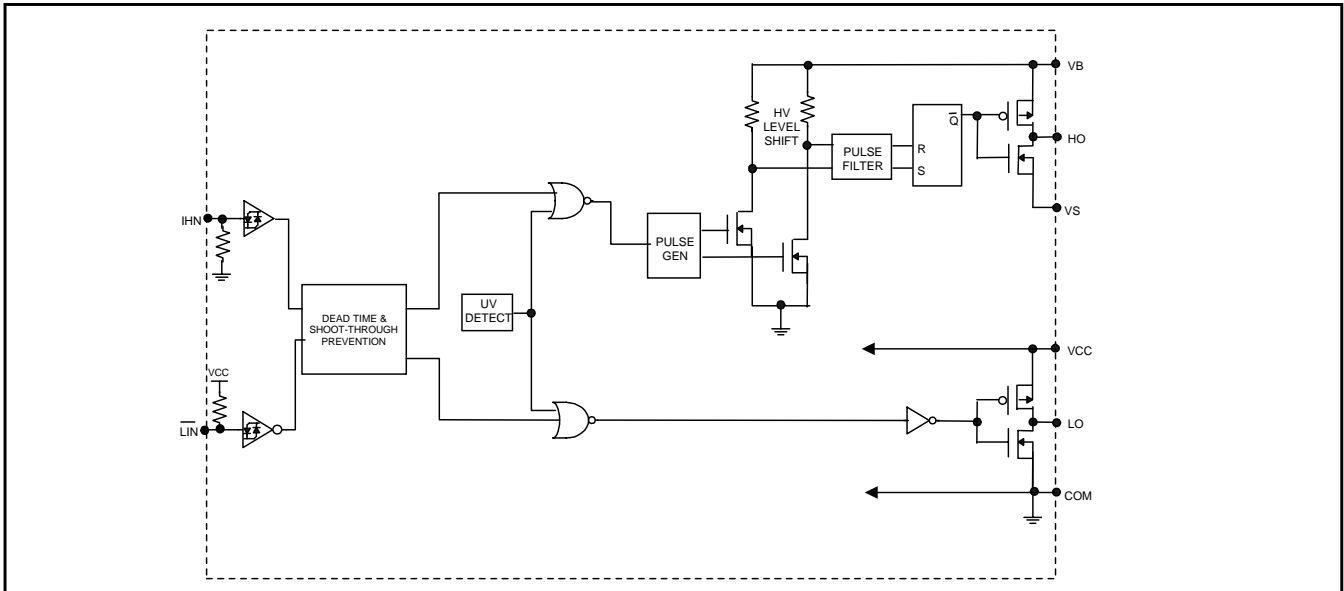 VB
HV
LEVEL
SHIFT
Q̅
HO
PULSE
FILTER
R
S
VS
IHN
PULSE
GEN
UV
DETECT
DEAD TIME &
SHOOT-THROUGH
PREVENTION
VCC
VCC
L̅I̅N̅
LO
COM